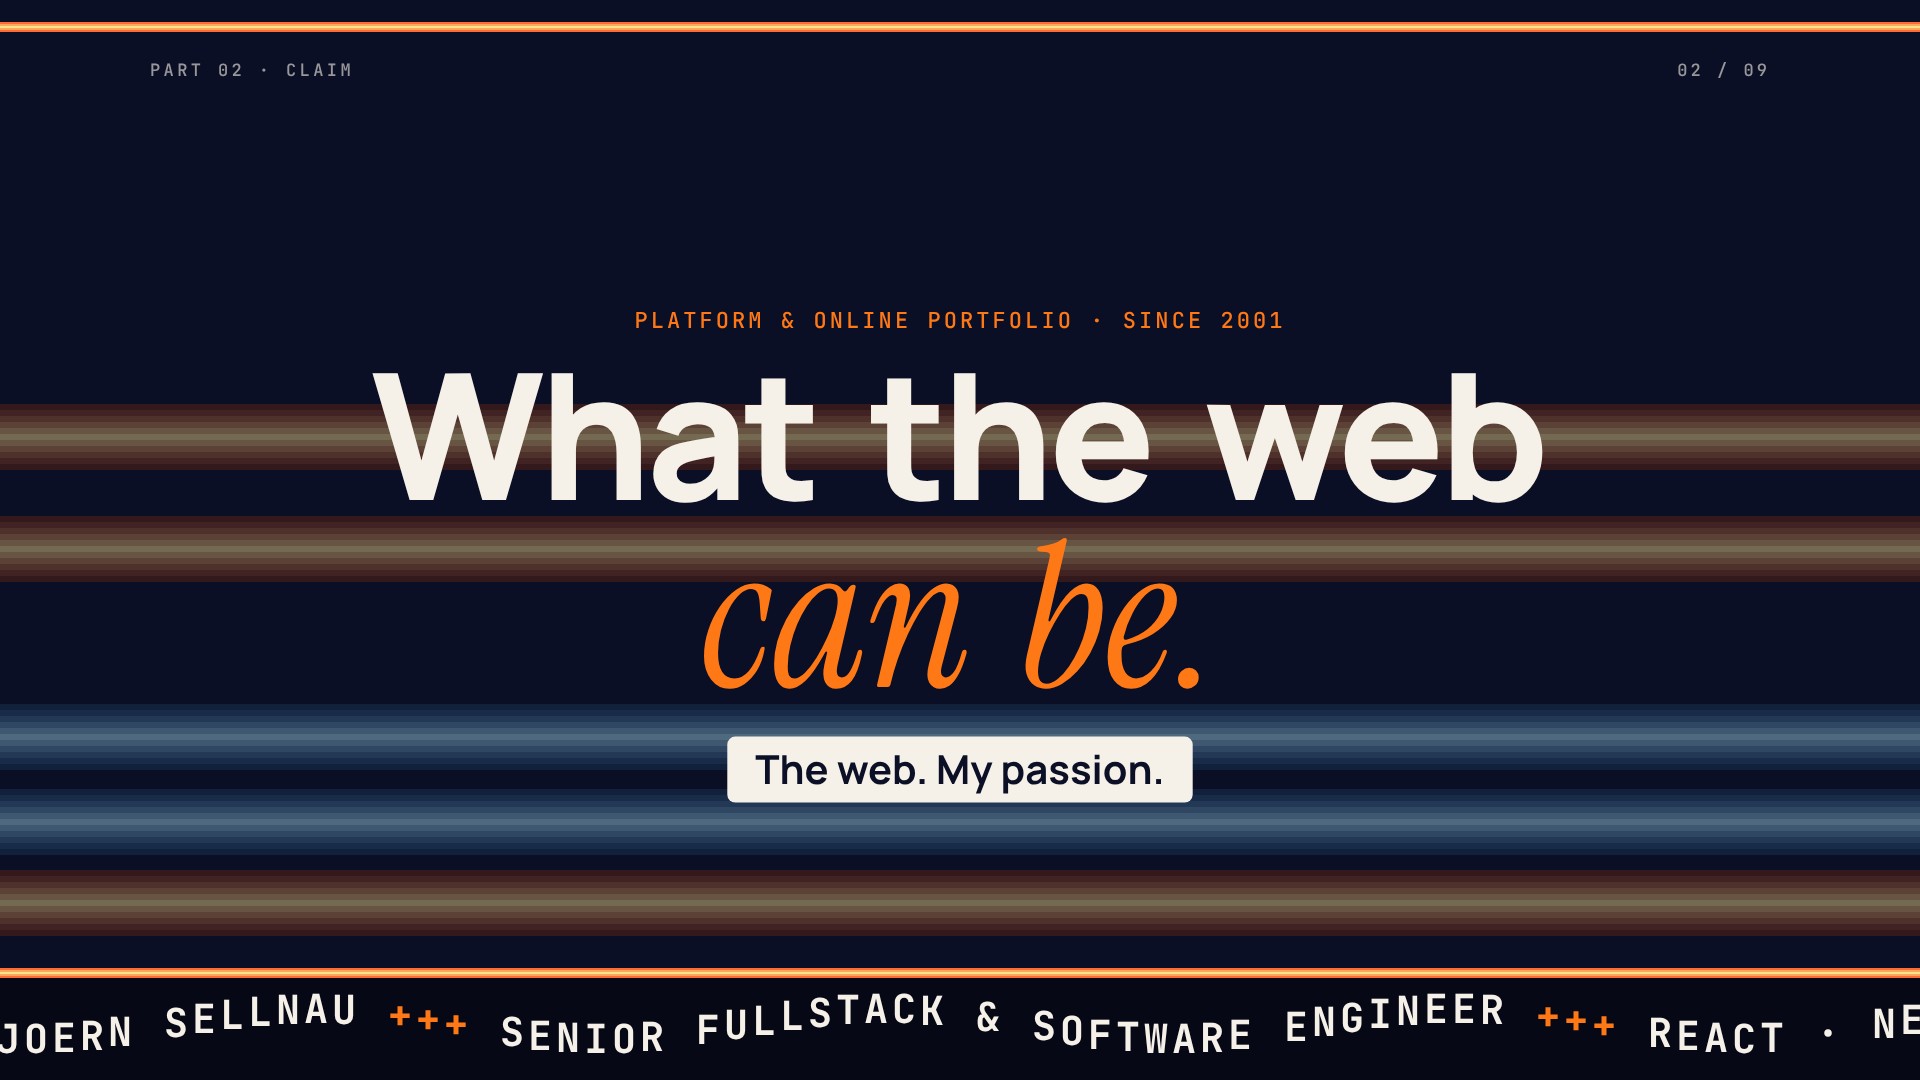 PART 02 · CLAIM
02 / 09
PLATFORM & ONLINE PORTFOLIO · SINCE 2001
What the web
can be.
The web. My passion.
JOERN SELLNAU +++ SENIOR FULLSTACK & SOFTWARE ENGINEER +++ REACT · NE